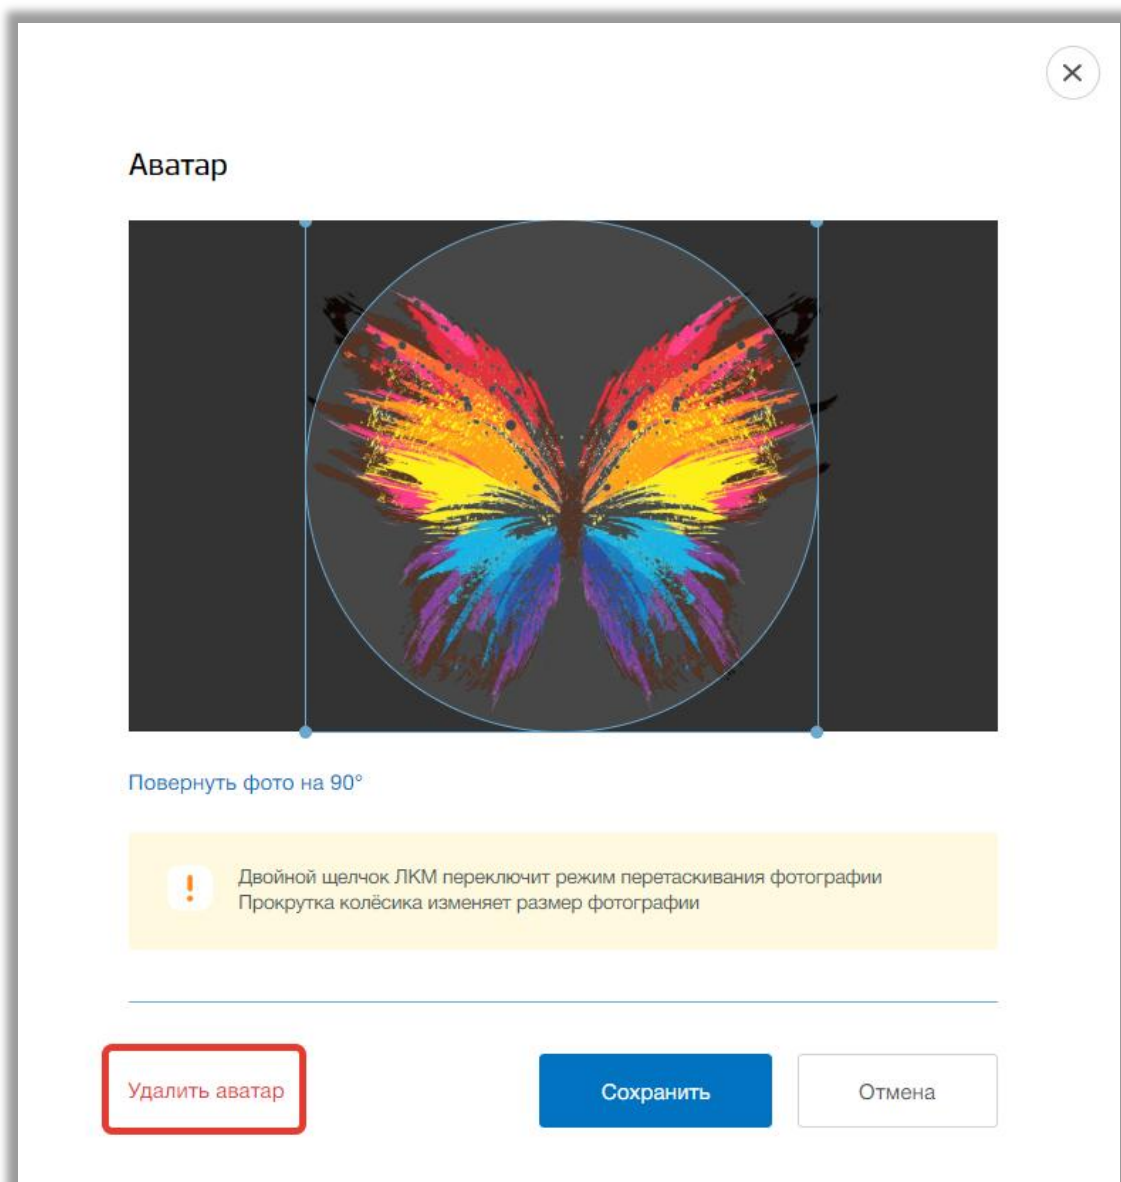 Аватар
Повернуть фото на 90°
Двойной щелчок ЛКМ переключит режим перетаскивания фотографии
Прокрутка колёсика изменяет размер фотографии
Удалить аватар
Сохранить
Отмена